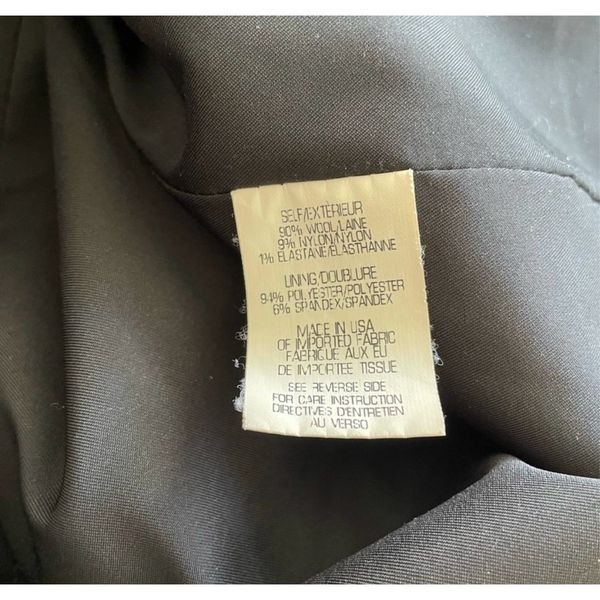 SELF/EXTÉRIEUR
90% WOOL/LAINE
9% NYLON/NYLON
1% ELASTANE/ÉLASTHANNE
LINING/DOUBLURE
94% POLYESTER/POLYESTER
6% SPANDEX/SPANDEX
MADE IN USA
OF IMPORTED FABRIC
FABRIQUE AUX EU
DE IMPORTEE TISSUE
SEE REVERSE SIDE
FOR CARE INSTRUCTION
DIRECTIVES D'ENTRETIEN
AU VERSO